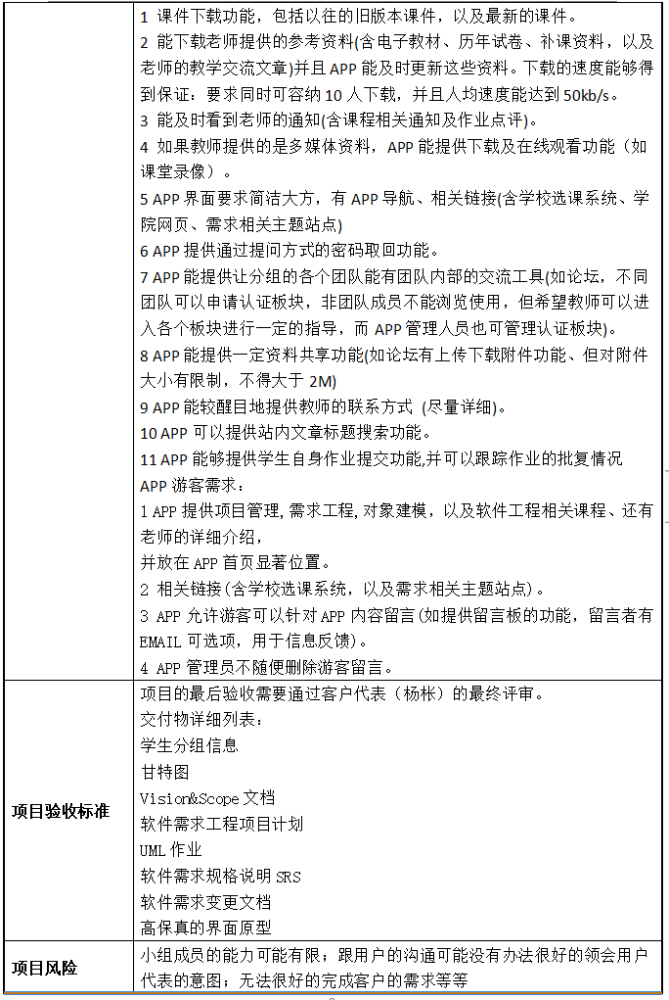 1 课件下载功能，包括以往的旧版本课件，以及最新的课件。
2 能下载老师提供的参考资料(含电子教材、历年试卷、补课资料，以及
老师的教学交流文章)并且 APP 能及时更新这些资料。下载的速度能够得
到保证：要求同时可容纳 10 人下载，并且人均速度能达到 50kb/s。
3 能及时看到老师的通知(含课程相关通知及作业点评)。
4 如果教师提供的是多媒体资料，APP 能提供下载及在线观看功能（如
课堂录像）。
5 APP 界面要求简洁大方，有 APP 导航、相关链接(含学校选课系统、学
院网页、需求相关主题站点)
6 APP 提供通过提问方式的密码取回功能。
7 APP 能提供让分组的各个团队能有团队内部的交流工具(如论坛，不同
团队可以申请认证板块，非团队成员不能浏览使用，但希望教师可以进
入各个板块进行一定的指导，而 APP 管理人员也可管理认证板块)。
8 APP 能提供一定资料共享功能(如论坛有上传下载附件功能、但对附件
大小有限制，不得大于 2M)
9 APP 能较醒目地提供教师的联系方式 (尽量详细)。
10 APP 可以提供站内文章标题搜索功能。
11 APP 能够提供学生自身作业提交功能,并可以跟踪作业的批复情况
APP 游客需求：
1 APP 提供项目管理, 需求工程, 对象建模，以及软件工程相关课程、还有
老师的详细介绍，
并放在 APP 首页显著位置。
2 相关链接(含学校选课系统，以及需求相关主题站点)。
3 APP 允许游客可以针对 APP 内容留言(如提供留言板的功能，留言者有
EMAIL 可选项，用于信息反馈)。
4 APP 管理员不随便删除游客留言。
项目验收标准
项目的最后验收需要通过客户代表（杨枨）的最终评审。
交付物详细列表：
学生分组信息
甘特图
Vision&Scope 文档
软件需求工程项目计划
UML 作业
软件需求规格说明 SRS
软件需求变更文档
高保真的界面原型
项目风险
小组成员的能力可能有限；跟用户的沟通可能没有办法很好的领会用户
代表的意图；无法很好的完成客户的需求等等